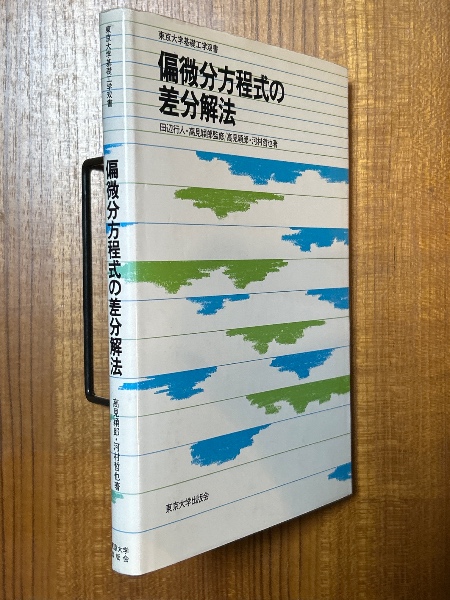 東京大学基礎工学双書
偏微分方程式の
差分解法
田辺行人・高見穎郎監修/高見穎郎・河村哲也著
東京大学出版会
東京大学基礎工学双書
偏微分方程式の差分解法
高見穎郎・河村哲也著
東京大学
出版会